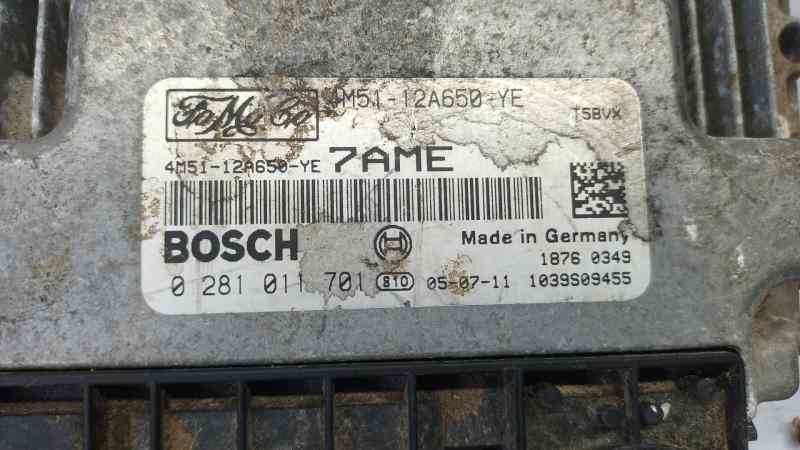 FoMoCo 4M51-12A650-YE T5BVX
4M51-12A650-YE 7AME
BOSCH Made in Germany
1876 0349
0 281 011 701 810 05-07-11 1039S09455